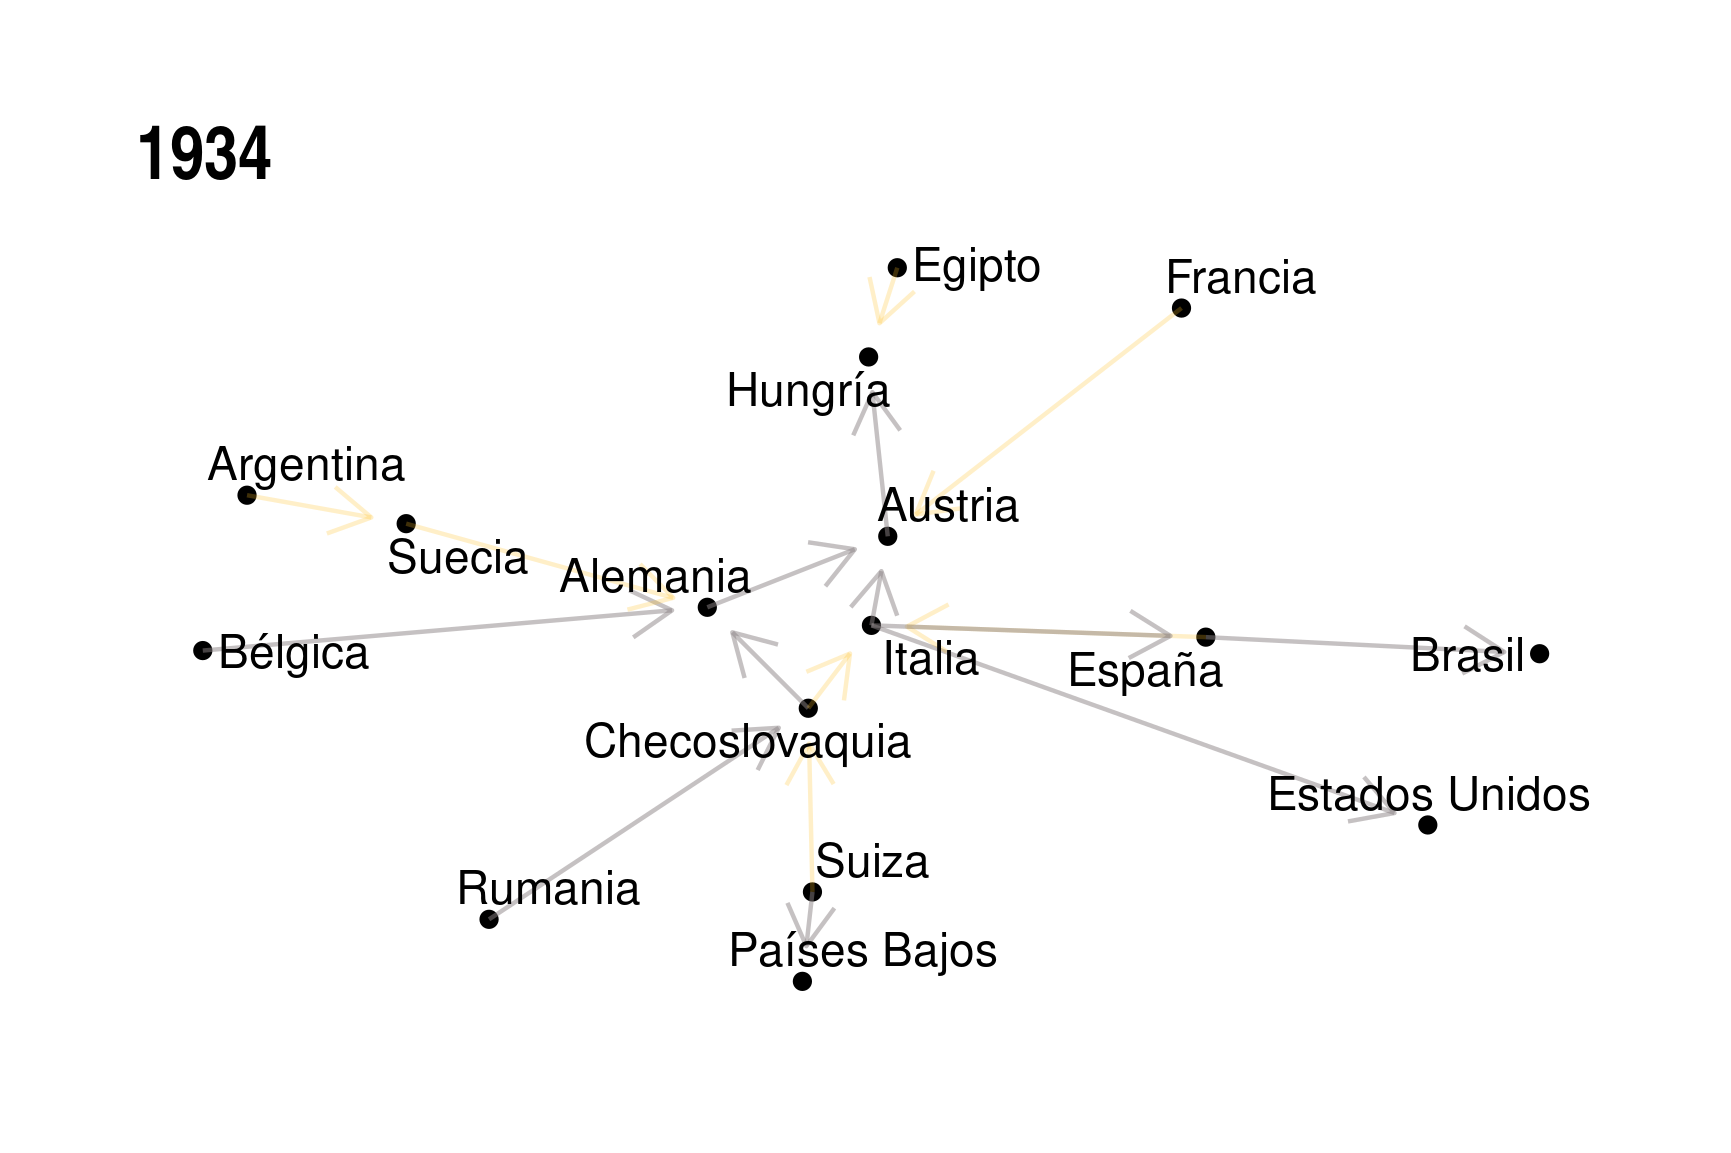 1934
Egipto
Francia
Hungría
Argentina
Austria
Suecia
Alemania
Bélgica
Italia
España
Brasil
Checoslovaquia
Estados Unidos
Suiza
Rumania
Países Bajos